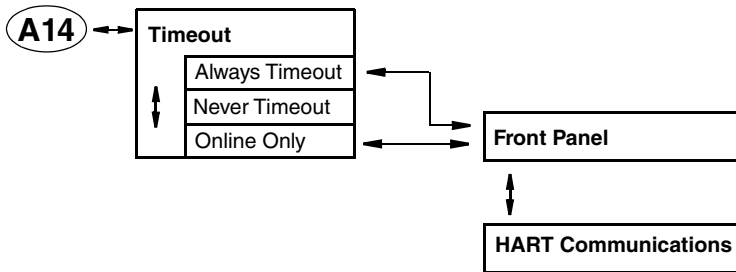 A14
Timeout
Always Timeout
Never Timeout
Online Only
Front Panel
HART Communications